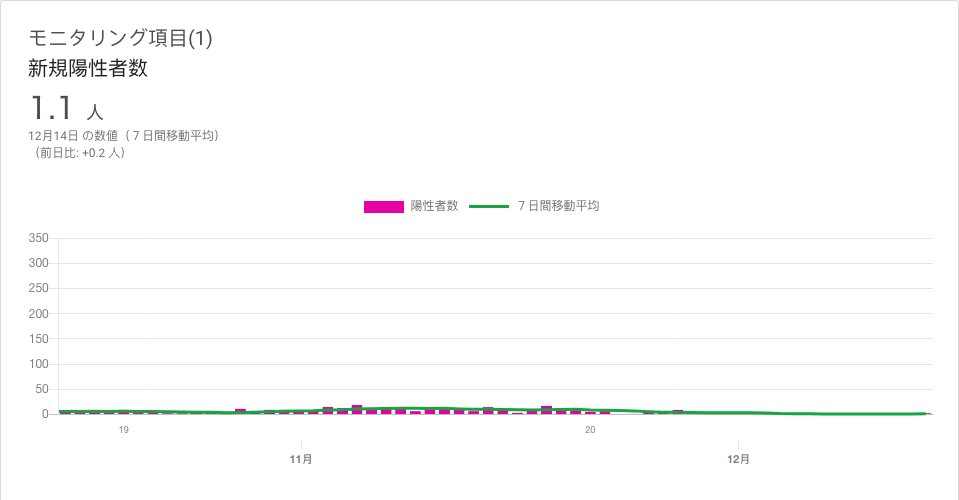 モニタリング項目(1)
新規陽性者数
1.1 人
12月14日 の数値（７日間移動平均）
（前日比: +0.2 人）
陽性者数 ７日間移動平均
350
300
250
200
150
100
50
0
19 20
11月 12月